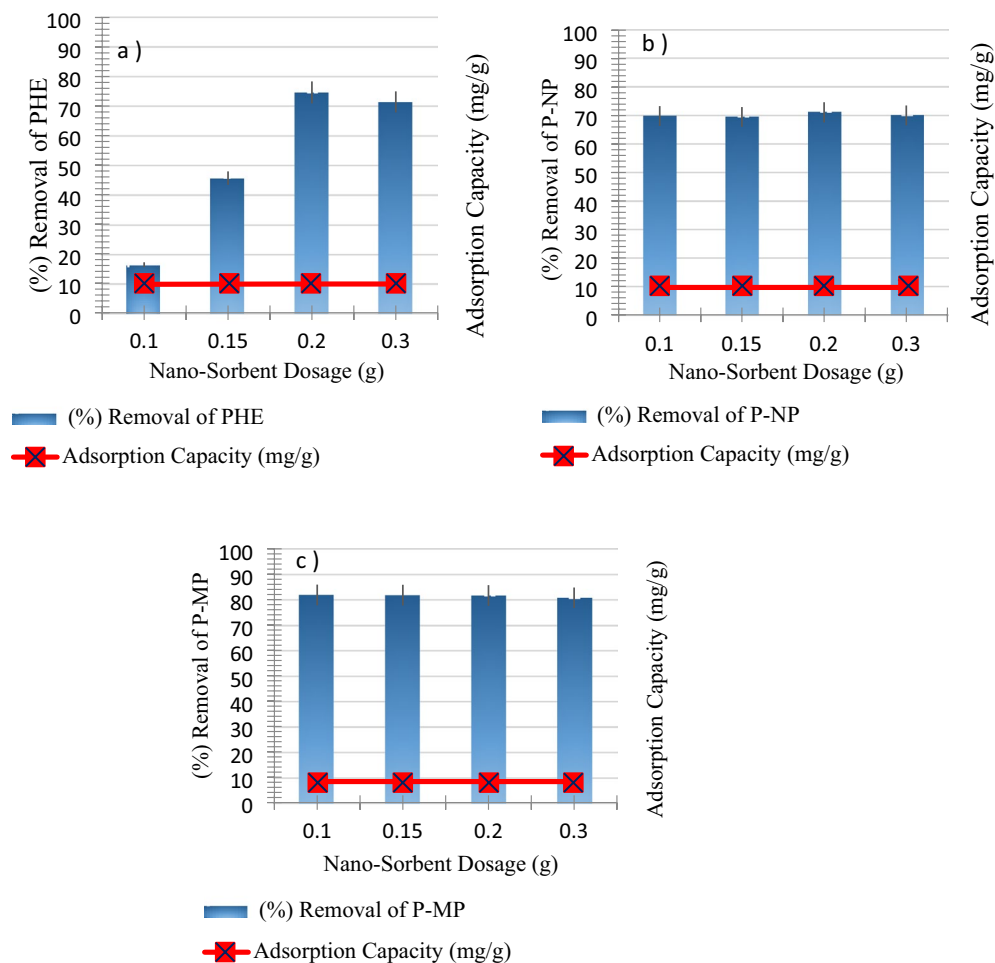 a )
(%) Removal of PHE
100
90
80
70
60
50
40
30
20
10
0
0.1 0.15 0.2 0.3
Nano-Sorbent Dosage (g)
Adsorption Capacity (mg/g)
(%) Removal of PHE
Adsorption Capacity (mg/g)
b )
(%) Removal of P-NP
100
90
80
70
60
50
40
30
20
10
0
0.1 0.15 0.2 0.3
Nano-Sorbent Dosage (g)
Adsorption Capacity (mg/g)
(%) Removal of P-NP
Adsorption Capacity (mg/g)
c )
(%) Removal of P-MP
100
90
80
70
60
50
40
30
20
10
0
0.1 0.15 0.2 0.3
Nano-Sorbent Dosage (g)
Adsorption Capacity (mg/g)
(%) Removal of P-MP
Adsorption Capacity (mg/g)